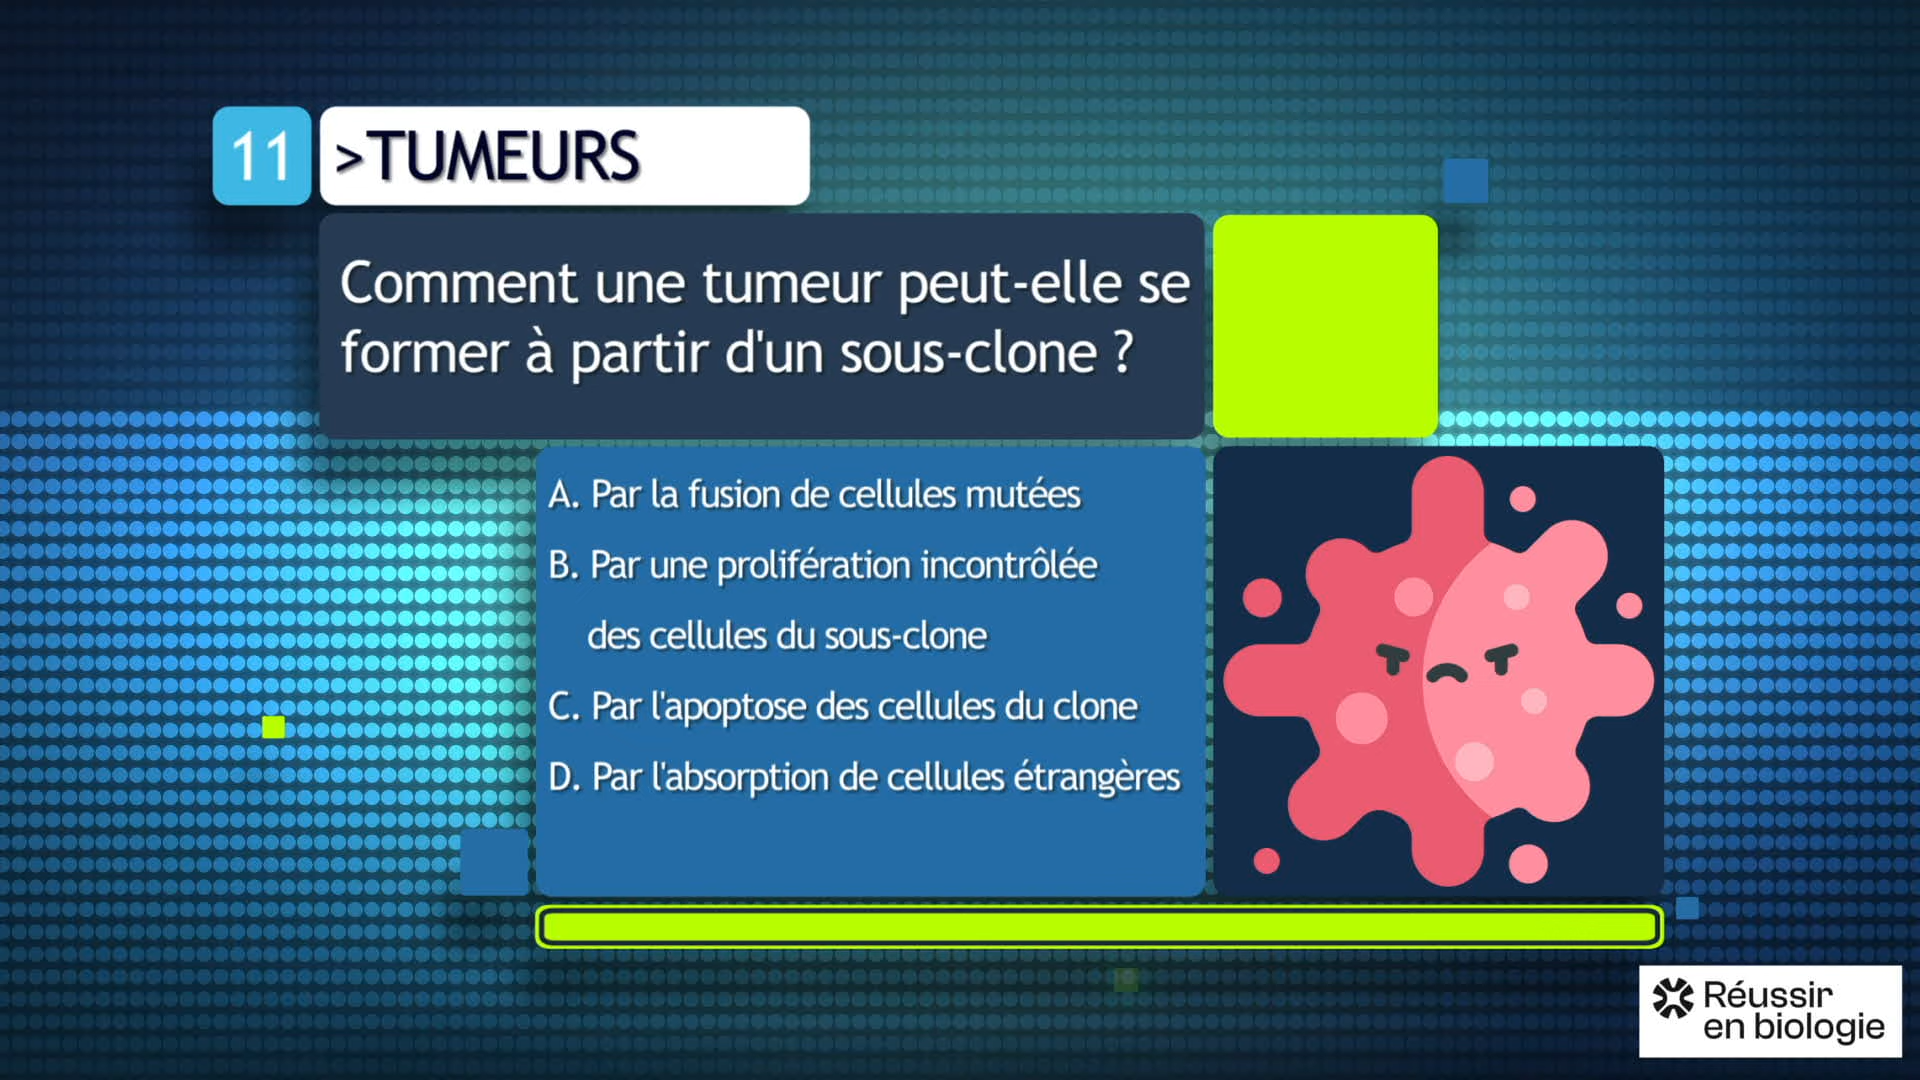 11
>TUMEURS
Comment une tumeur peut-elle se
former à partir d'un sous-clone ?
A. Par la fusion de cellules mutées
B. Par une prolifération incontrôlée
des cellules du sous-clone
C. Par l'apoptose des cellules du clone
D. Par l'absorption de cellules étrangères
Réussir
en biologie